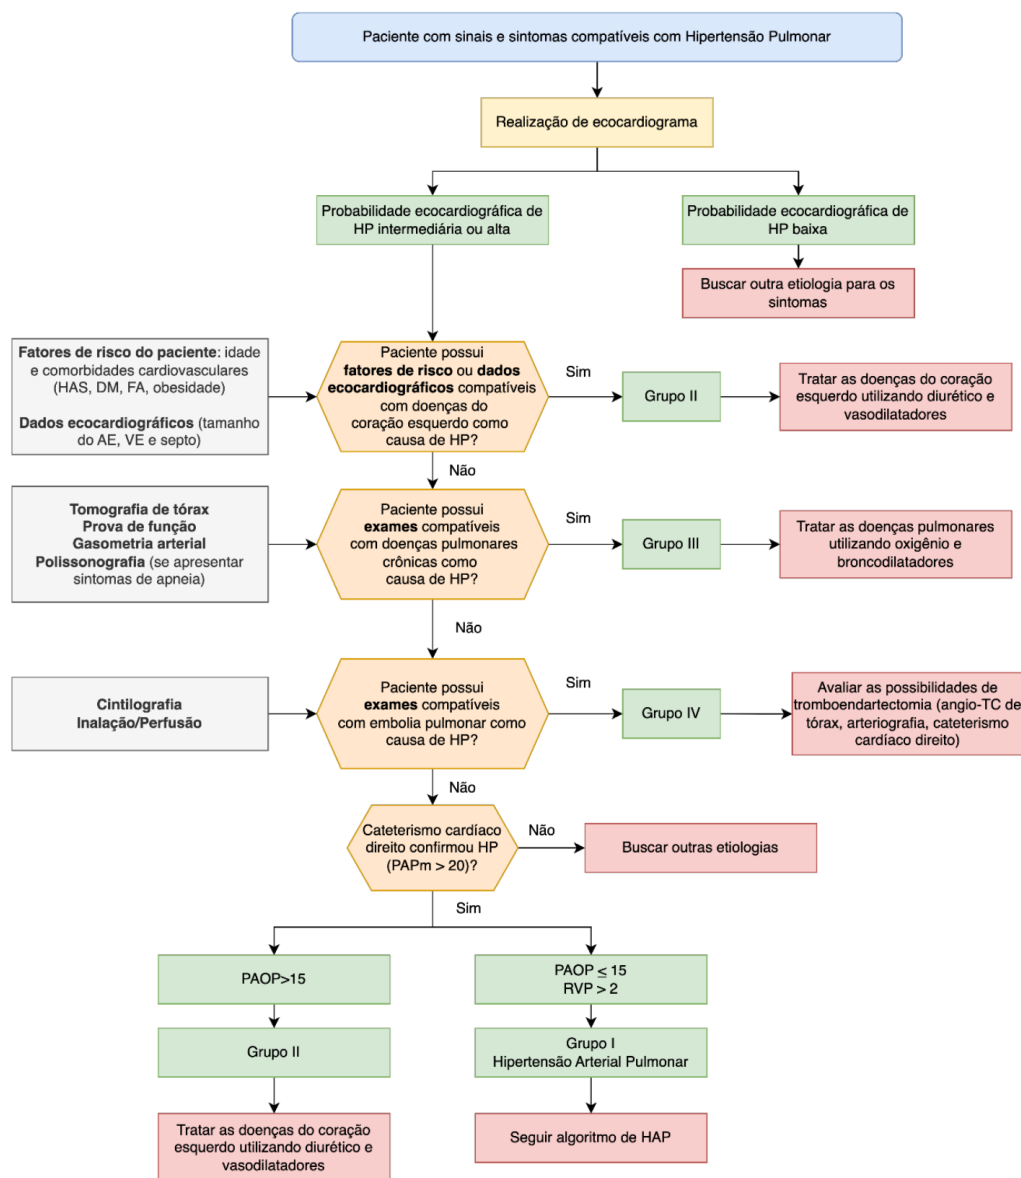 Paciente com sinais e sintomas compatíveis com Hipertensão Pulmonar
Realização de ecocardiograma
Probabilidade ecocardiográfica de
HP intermediária ou alta
Probabilidade ecocardiográfica de
HP baixa
Buscar outra etiologia para os
sintomas
Fatores de risco do paciente: idade
e comorbidades cardiovasculares
(HAS, DM, FA, obesidade)
Dados ecocardiográficos (tamanho
do AE, VE e septo)
Paciente possui
fatores de risco ou dados
ecocardiográficos compatíveis
com doenças do
coração esquerdo como
causa de HP?
Sim
Grupo II
Tratar as doenças do coração
esquerdo utilizando diurético e
vasodilatadores
Não
Tomografia de tórax
Prova de função
Gasometria arterial
Polissonografia (se apresentar
sintomas de apneia)
Paciente possui
exames compatíveis
com doenças pulmonares
crônicas como
causa de HP?
Sim
Grupo III
Tratar as doenças pulmonares
utilizando oxigênio e
broncodilatadores
Não
Cintilografia
Inalação/Perfusão
Paciente possui
exames compatíveis
com embolia pulmonar como
causa de HP?
Sim
Grupo IV
Avaliar as possibilidades de
tromboendartectomia (angio-TC de
tórax, arteriografia, cateterismo
cardíaco direito)
Não
Cateterismo cardíaco
direito confirmou HP
(PAPm > 20)?
Não
Buscar outras etiologias
Sim
PAOP>15
PAOP ≤ 15
RVP > 2
Grupo II
Grupo I
Hipertensão Arterial Pulmonar
Tratar as doenças do coração
esquerdo utilizando diurético e
vasodilatadores
Seguir algoritmo de HAP